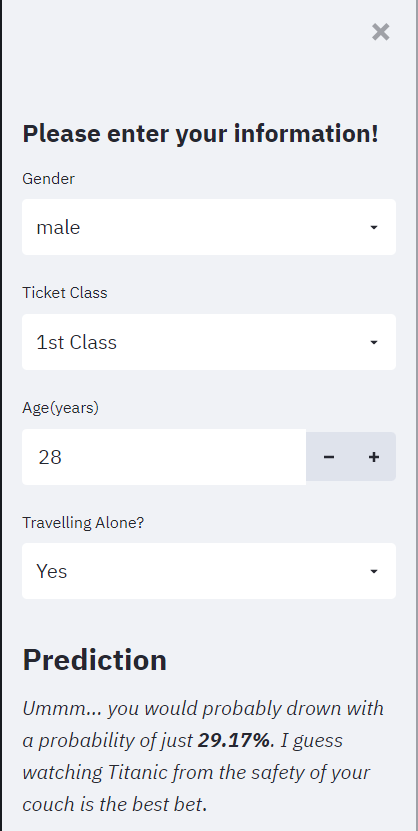 Please enter your information!
Gender
male
Ticket Class
1st Class
Age(years)
28
Travelling Alone?
Yes
Prediction
Ummm... you would probably drown with
a probability of just 29.17%. I guess
watching Titanic from the safety of your
couch is the best bet.